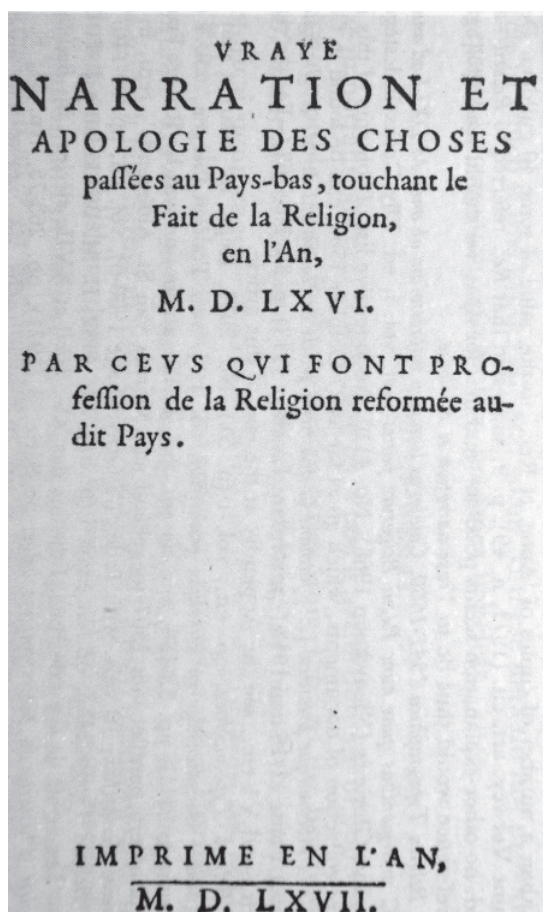 VRAYE
NARRATION ET
APOLOGIE DES CHOSES
paſſées au Pays-bas, touchant le
Fait de la Religion,
en l'An,
M. D. LXVI.
PAR CEVS QVI FONT PRO-
feſſion de la Religion reformée au-
dit Pays.
IMPRIME EN L'AN,
M. D. LXVII.